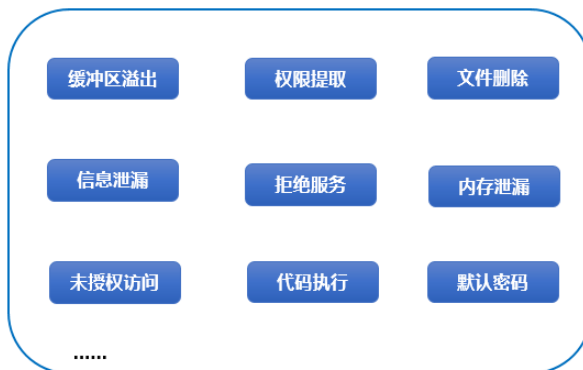 缓冲区溢出 权限提取 文件删除
信息泄漏 拒绝服务 内存泄漏
未授权访问 代码执行 默认密码
......